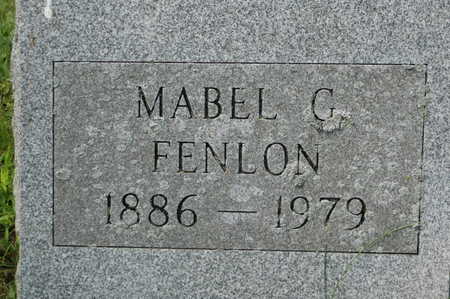 MABEL G.
FENLON
1886 — 1979